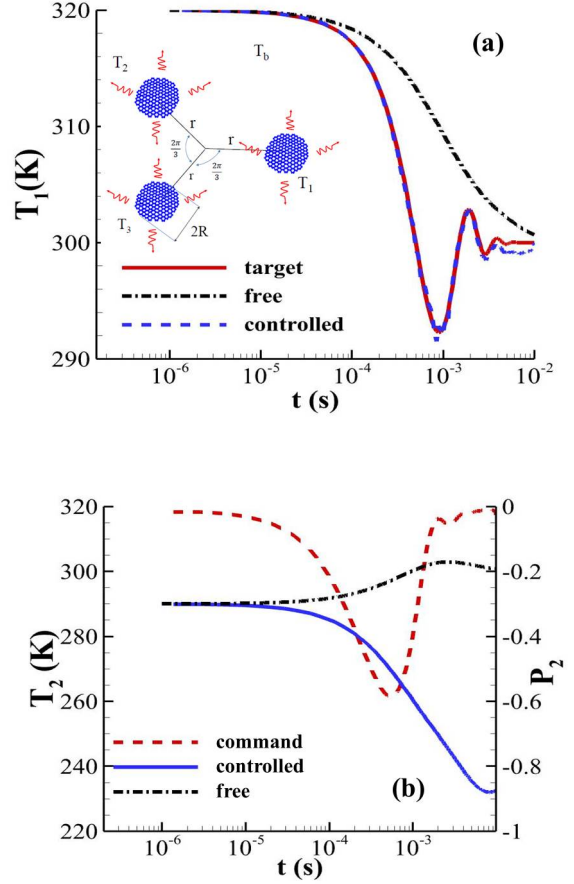 320
310
300
290
T1(K)
(a)
Tb
T2
r
r
2π/3
r
2π/3
T1
T3
2R
target
free
controlled
10-6
10-5
10-4
10-3
10-2
t (s)
320
310
300
290
280
260
240
220
T2 (K)
0
-0.2
-0.4
-0.6
-0.8
-1
P2
command
controlled
free
(b)
10-6
10-5
10-4
10-3
t (s)